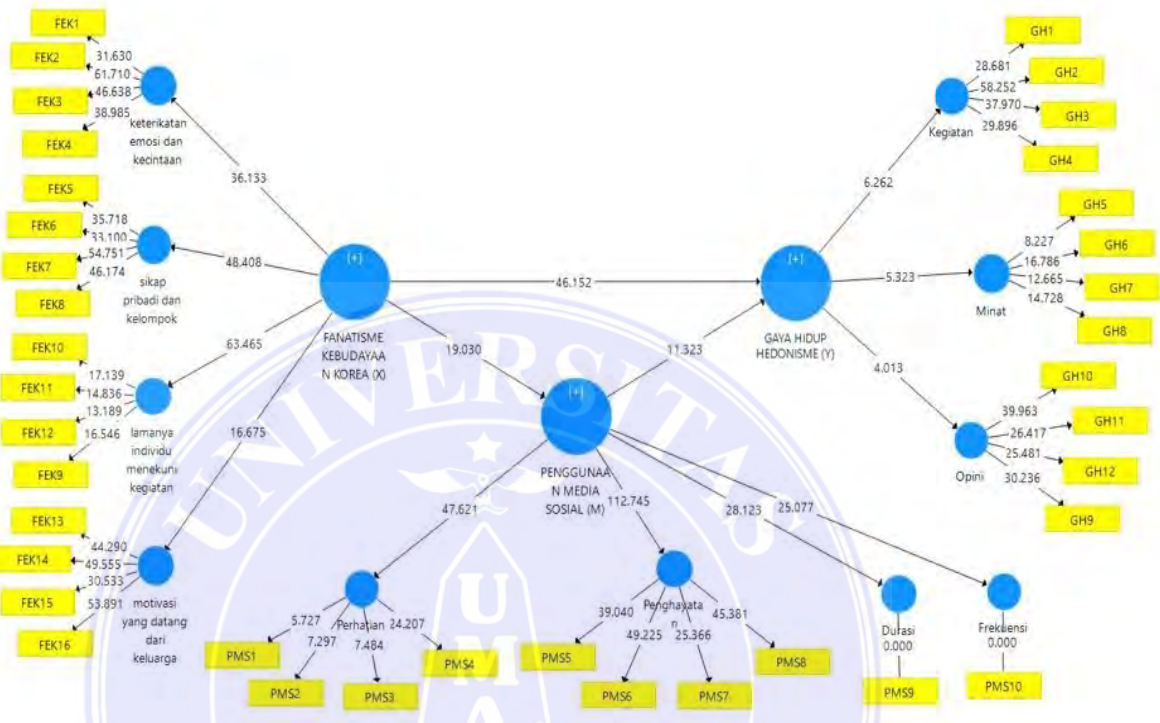 FEK1
FEK2
FEK3
FEK4
31.630
61.710
46.638
38.985
keterikatan
emosi dan
kecintaan
36.133
FEK5
FEK6
FEK7
FEK8
35.718
33.100
54.751
46.174
sikap
pribadi dan
kelompok
48.408
FEK10
FEK11
FEK12
FEK9
17.139
14.836
13.189
16.546
lamanya
individu
menekuni
kegiatan
63.465
FEK13
FEK14
FEK15
FEK16
44.290
49.555
30.533
53.891
motivasi
yang datang
dari
keluarga
16.675
[+]
FANATISME
KEBUDAYAA
N KOREA (X)
46.152
19.030
[+]
PENGGUNAA
N MEDIA
SOSIAL (M)
11.323
[+]
GAYA HIDUP
HEDONISME (Y)
6.262
Kegiatan
28.681
58.252
37.970
29.896
GH1
GH2
GH3
GH4
5.323
Minat
8.227
16.786
12.665
14.728
GH5
GH6
GH7
GH8
4.013
Opini
39.963
26.417
25.481
30.236
GH10
GH11
GH12
GH9
47.621
Perhatian
5.727
7.297
7.484
24.207
PMS1
PMS2
PMS3
PMS4
112.745
Penghayata
n
39.040
49.225
25.366
45.381
PMS5
PMS6
PMS7
PMS8
28.123
Durasi
0.000
PMS9
25.077
Frekuensi
0.000
PMS10
UNIVERSITAS
UMA